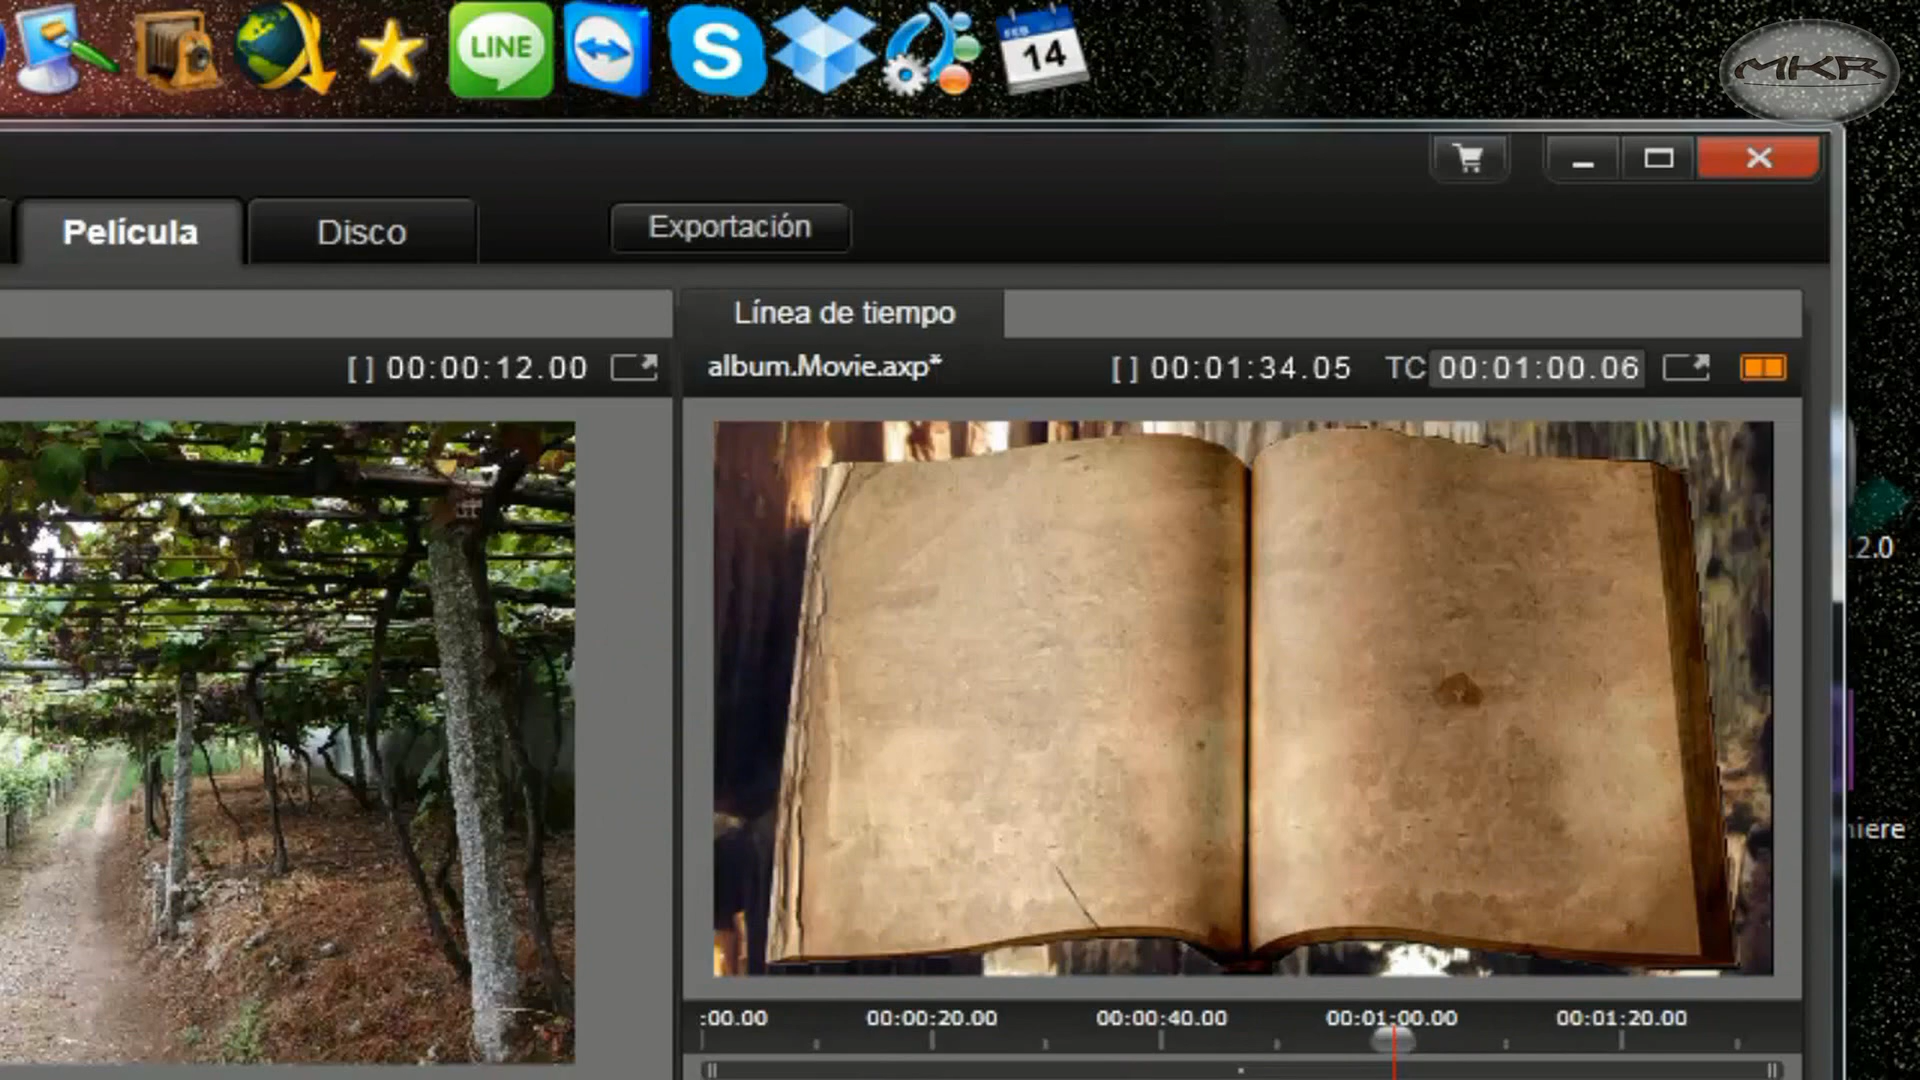 LINE
S
FEB
14
MKR
Película
Disco
Exportación
Línea de tiempo
[] 00:00:12.00
album.Movie.axp*
[] 00:01:34.05
TC 00:01:00.06
.2.0
niere
:00.00
00:00:20.00
00:00:40.00
00:01:00.00
00:01:20.00